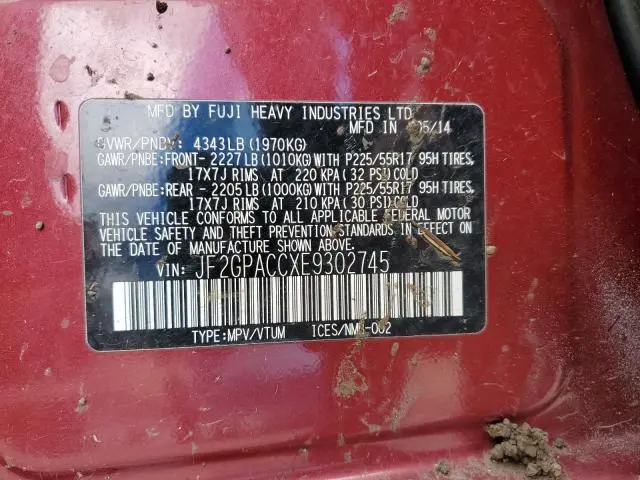 MFD BY FUJI HEAVY INDUSTRIES LTD.
MFD IN 05/14
GVWR/PNBV: 4343LB (1970KG)
GAWR/PNBE:FRONT- 2227LB(1010KG)WITH P225/55R17 95H TIRES,
17X7J RIMS AT 220 KPA(32 PSI)COLD
GAWR/PNBE:REAR - 2205LB(1000KG)WITH P225/55R17 95H TIRES,
17X7J RIMS AT 210 KPA(30 PSI)COLD
THIS VEHICLE CONFORMS TO ALL APPLICABLE FEDERAL MOTOR
VEHICLE SAFETY AND THEFT PREVENTION STANDARDS IN EFFECT ON
THE DATE OF MANUFACTURE SHOWN ABOVE.
VIN: JF2GPACCXE9302745
TYPE:MPV/VTUM ICES/NMB-002